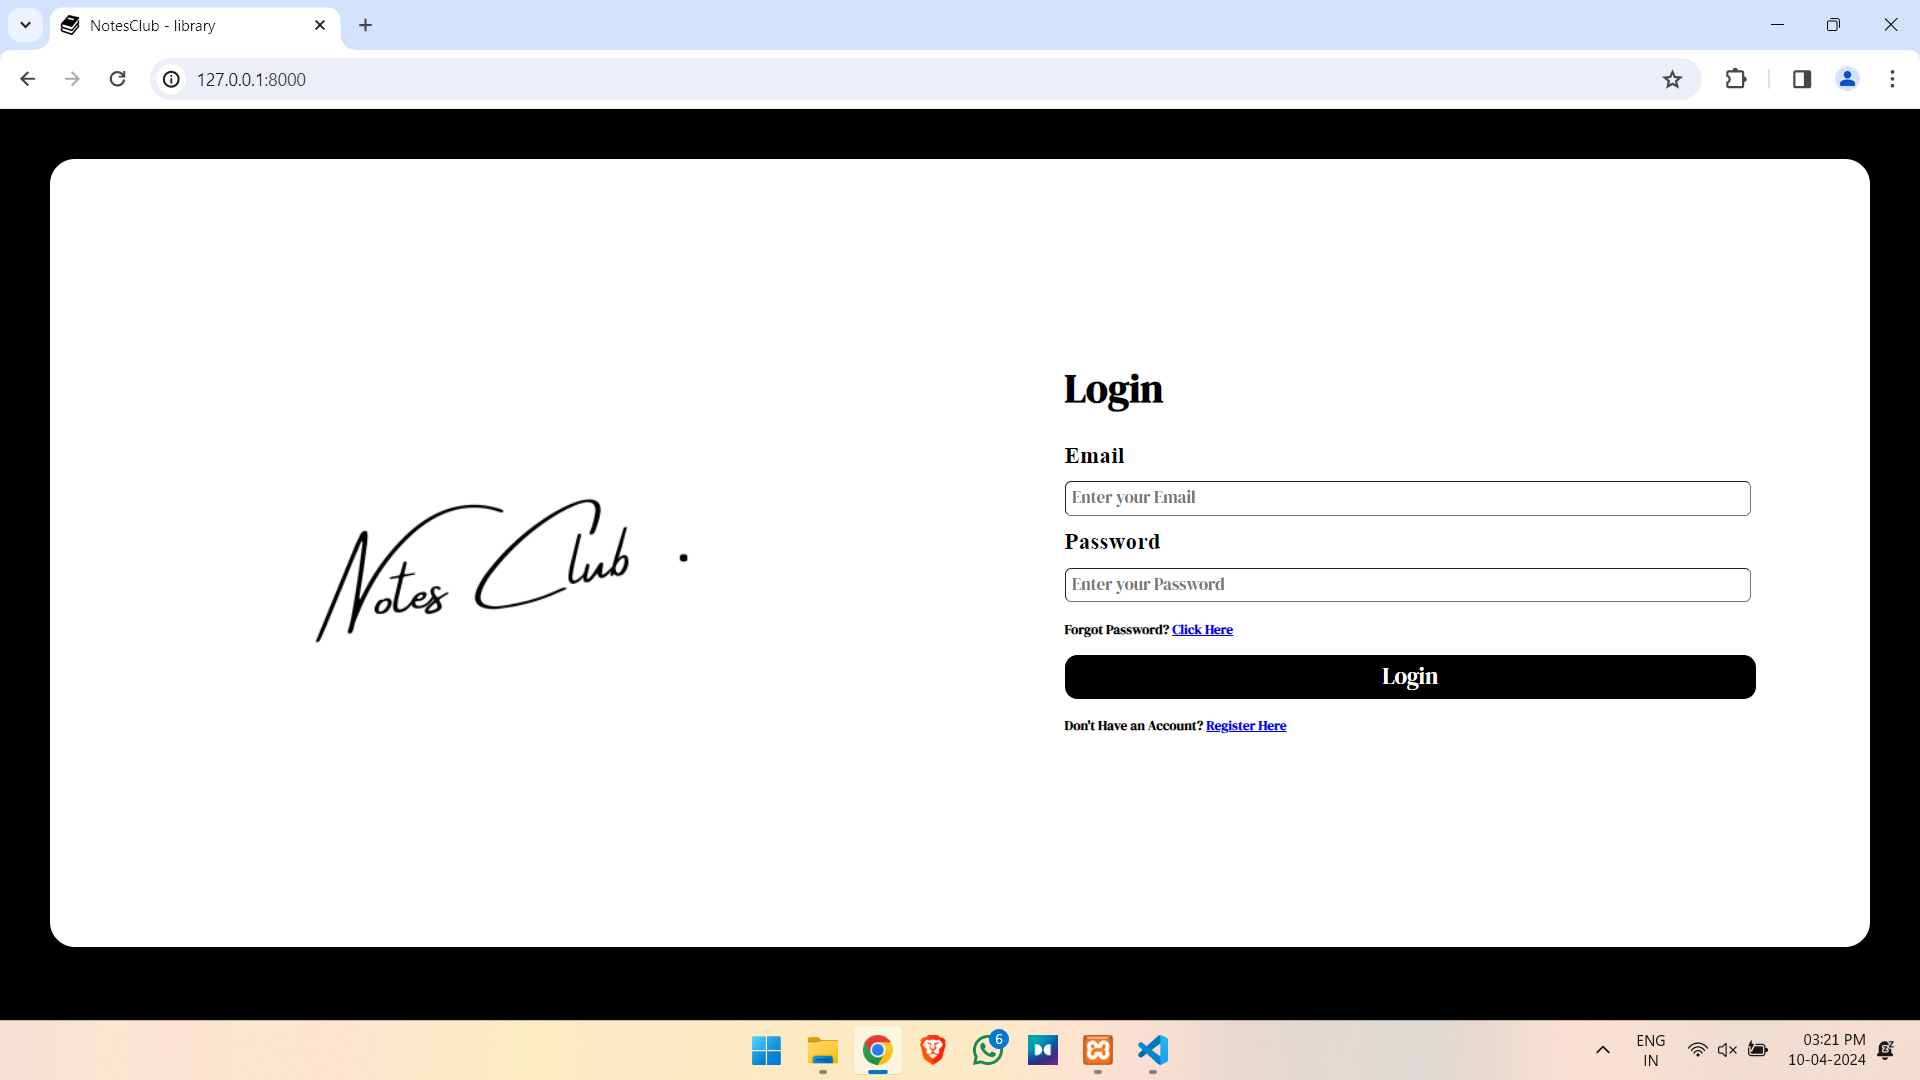 NotesClub - library
127.0.0.1:8000
Login
Email
Enter your Email
Notes Club .
Password
Enter your Password
Forgot Password? Click Here
Login
Don't Have an Account? Register Here
6
ENG
IN
03:21 PM
10-04-2024